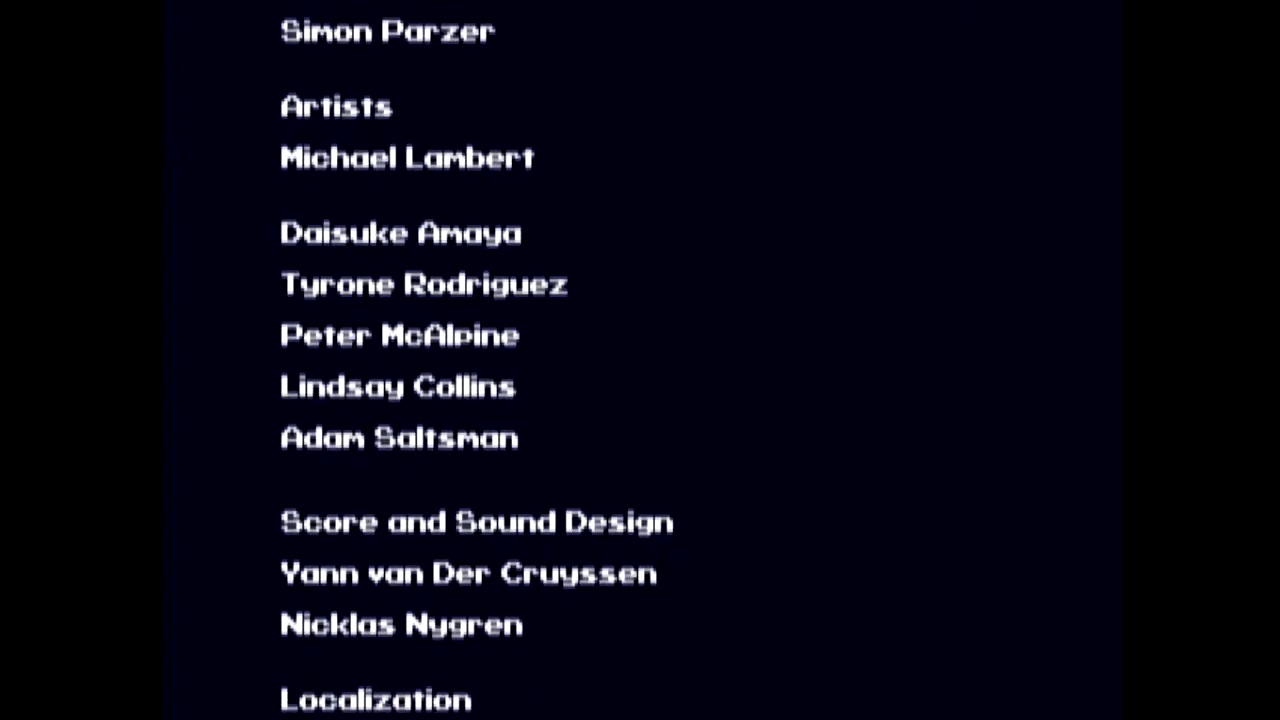 Simon Parzer
Artists
Michael Lambert
Daisuke Amaya
Tyrone Rodriguez
Peter McAlpine
Lindsay Collins
Adam Saltsman
Score and Sound Design
Yann van Der Cruyssen
Nicklas Nygren
Localization